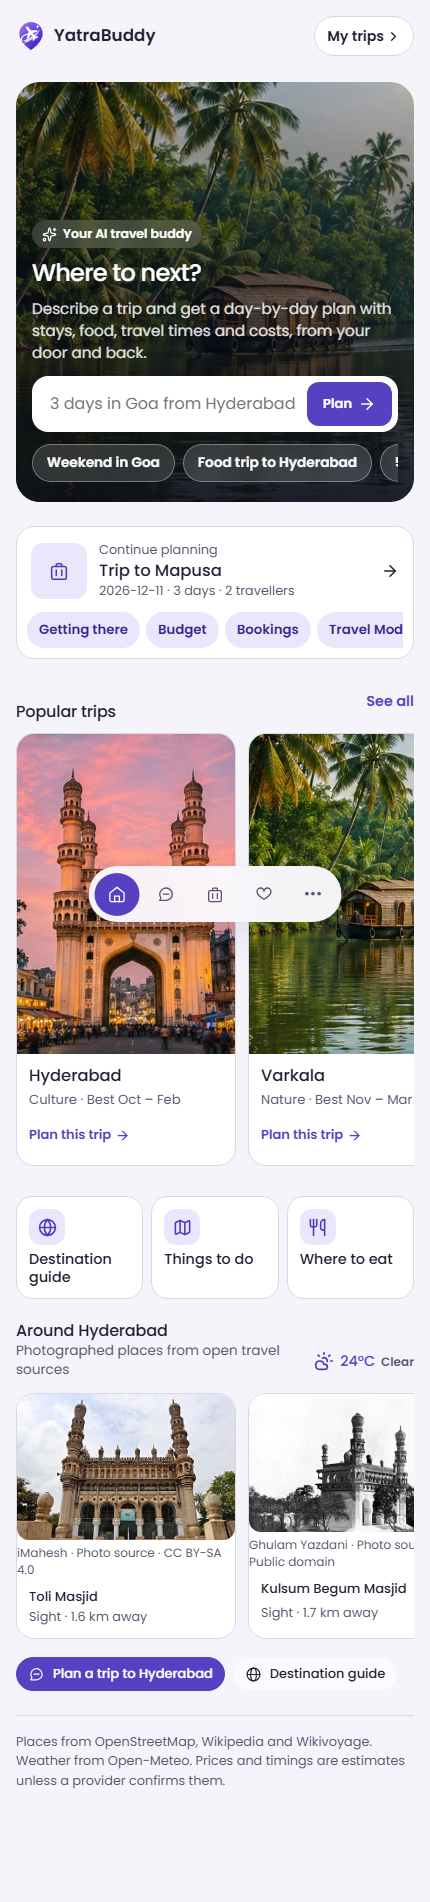 YatraBuddy
My trips
Your AI travel buddy
Where to next?
Describe a trip and get a day-by-day plan with
stays, food, travel times and costs, from your
door and back.
3 days in Goa from Hyderabad
Plan
Weekend in Goa
Food trip to Hyderabad
Continue planning
Trip to Mapusa
2026-12-11 · 3 days · 2 travellers
Getting there
Budget
Bookings
Travel Mod
Popular trips
See all
Hyderabad
Culture · Best Oct – Feb
Plan this trip
Varkala
Nature · Best Nov – Mar
Plan this trip
Destination
guide
Things to do
Where to eat
Around Hyderabad
Photographed places from open travel
sources
24°C Clear
iMahesh · Photo source · CC BY-SA
4.0
Toli Masjid
Sight · 1.6 km away
Ghulam Yazdani · Photo sou
Public domain
Kulsum Begum Masjid
Sight · 1.7 km away
Plan a trip to Hyderabad
Destination guide
Places from OpenStreetMap, Wikipedia and Wikivoyage.
Weather from Open-Meteo. Prices and timings are estimates
unless a provider confirms them.